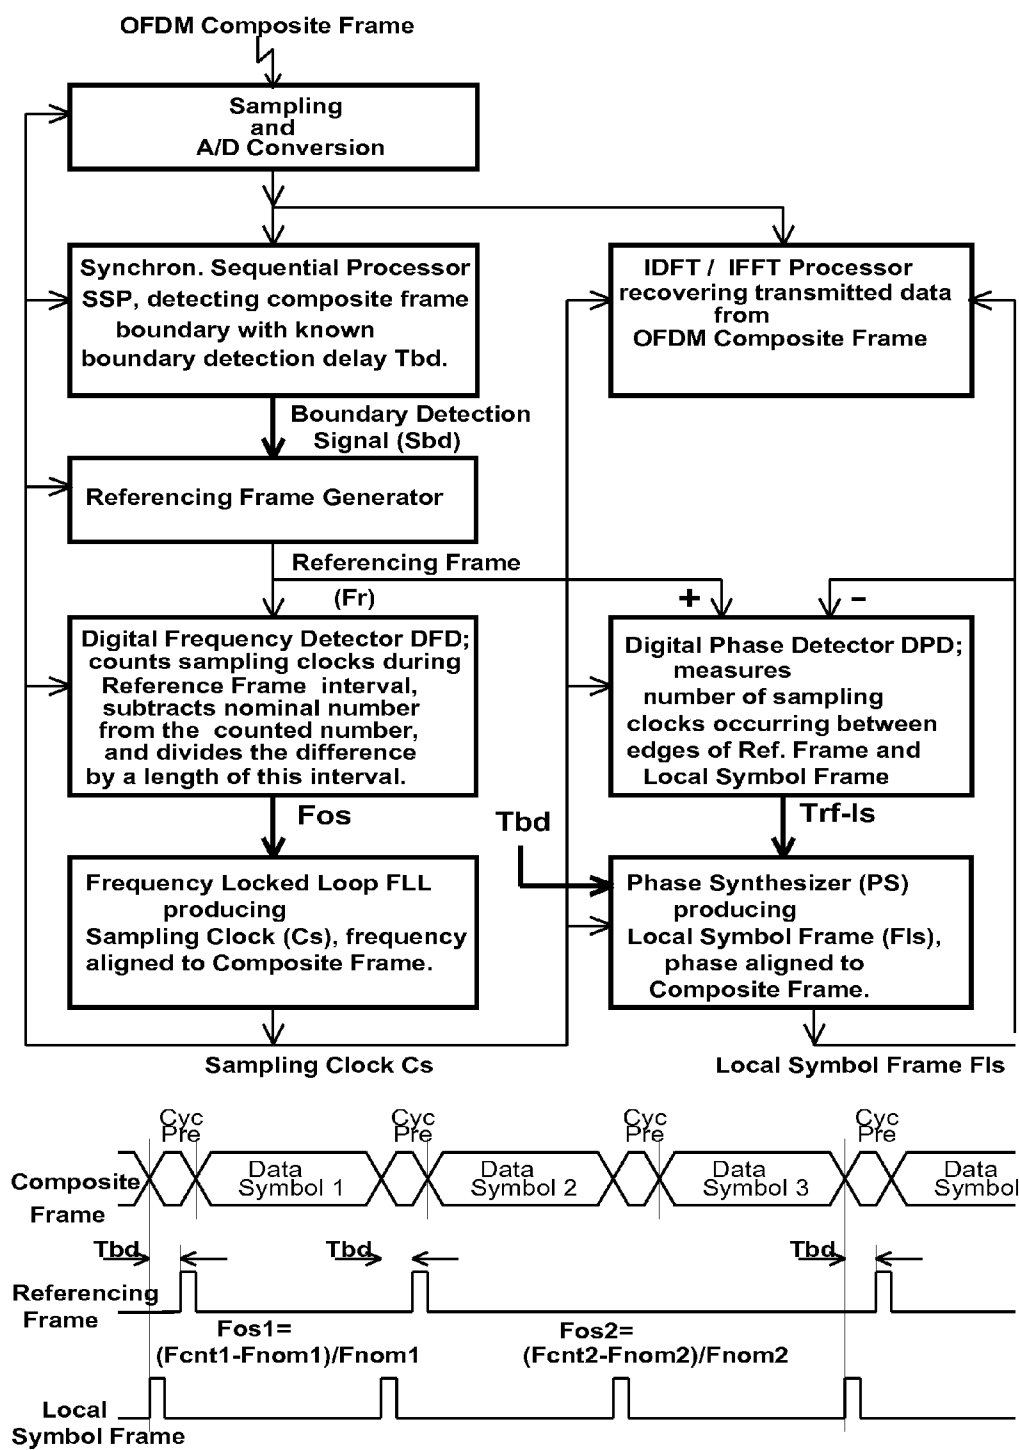 OFDM Composite Frame
Sampling
and
A/D Conversion
Synchron. Sequential Processor
SSP, detecting composite frame
boundary with known
boundary detection delay Tbd.
IDFT / IFFT Processor
recovering transmitted data
from
OFDM Composite Frame
Boundary Detection
Signal (Sbd)
Referencing Frame Generator
Referencing Frame
(Fr)
+
–
Digital Frequency Detector DFD;
counts sampling clocks during
Reference Frame interval,
subtracts nominal number
from the counted number,
and divides the difference
by a length of this interval.
Digital Phase Detector DPD;
measures
number of sampling
clocks occurring between
edges of Ref. Frame and
Local Symbol Frame
Fos
Tbd
Trf-ls
Frequency Locked Loop FLL
producing
Sampling Clock (Cs), frequency
aligned to Composite Frame.
Phase Synthesizer (PS)
producing
Local Symbol Frame (Fls),
phase aligned to
Composite Frame.
Sampling Clock Cs
Local Symbol Frame Fls
Cyc
Pre
Cyc
Pre
Cyc
Pre
Cyc
Pre
Composite
Frame
Data
Symbol 1
Data
Symbol 2
Data
Symbol 3
Data
Symbol
Tbd
Tbd
Tbd
Referencing
Frame
Fos1=
(Fcnt1-Fnom1)/Fnom1
Fos2=
(Fcnt2-Fnom2)/Fnom2
Local
Symbol Frame